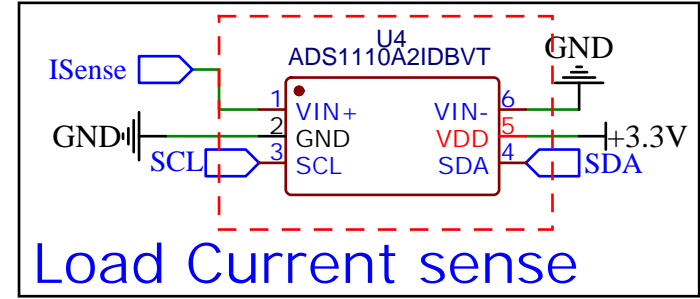 U4
ADS1110A2IDBVT
GND
ISense
1 VIN+ VIN- 6
GND 2 GND VDD 5 +3.3V
SCL 3 SCL SDA 4 SDA
Load Current sense